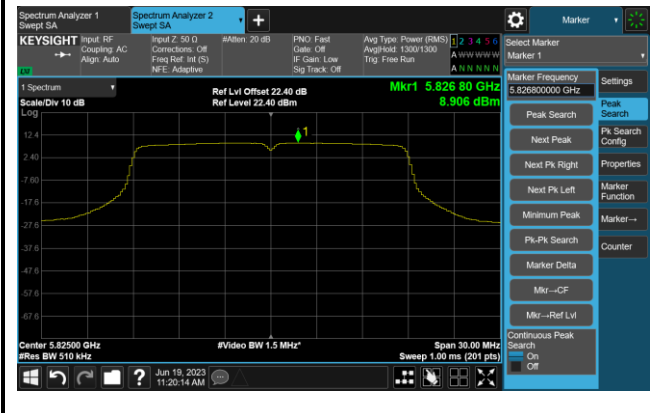 Spectrum Analyzer 1
Swept SA
Spectrum Analyzer 2
Swept SA
+
Marker
KEYSIGHT
Input: RF
Coupling: AC
Align: Auto
Input Z: 50 Ω
Corrections: Off
Freq Ref: Int (S)
NFE: Adaptive
#Atten: 20 dB
PNO: Fast
Gate: Off
IF Gain: Low
Sig Track: Off
Avg Type: Power (RMS)
Avg|Hold: 1300/1300
Trig: Free Run
1 2 3 4 5 6
A W W W W W
A N N N N N
LXI
Select Marker
Marker 1
1 Spectrum
Scale/Div 10 dB
Log
Ref Lvl Offset 22.40 dB
Ref Level 22.40 dBm
Mkr1 5.826 80 GHz
8.906 dBm
1
12.4
2.40
-7.60
-17.6
-27.6
-37.6
-47.6
-57.6
-67.6
Center 5.82500 GHz
#Res BW 510 kHz
#Video BW 1.5 MHz*
Span 30.00 MHz
Sweep 1.00 ms (201 pts)
Marker Frequency
5.826800000 GHz
Peak Search
Next Peak
Next Pk Right
Next Pk Left
Minimum Peak
Pk-Pk Search
Marker Delta
Mkr→CF
Mkr→Ref Lvl
Continuous Peak
Search
On
Off
Settings
Peak
Search
Pk Search
Config
Properties
Marker
Function
Marker→
Counter
?
Jun 19, 2023
11:20:14 AM